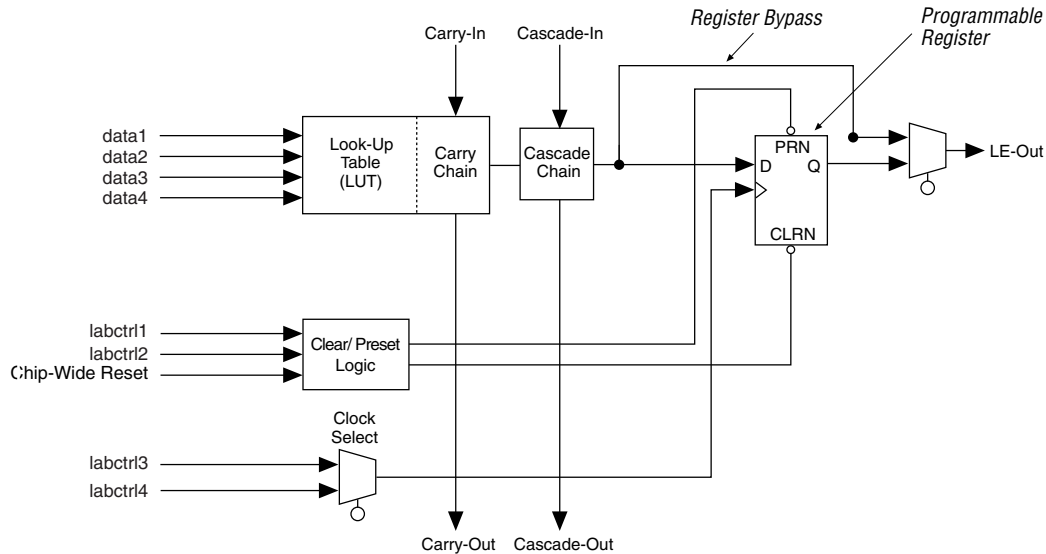 Register Bypass
Programmable
Register
Carry-In
Cascade-In
data1
data2
data3
data4
Look-Up
Table
(LUT)
Carry
Chain
Cascade
Chain
PRN
D
Q
CLRN
LE-Out
labctrl1
labctrl2
Chip-Wide Reset
Clear/ Preset
Logic
Clock
Select
labctrl3
labctrl4
Carry-Out
Cascade-Out